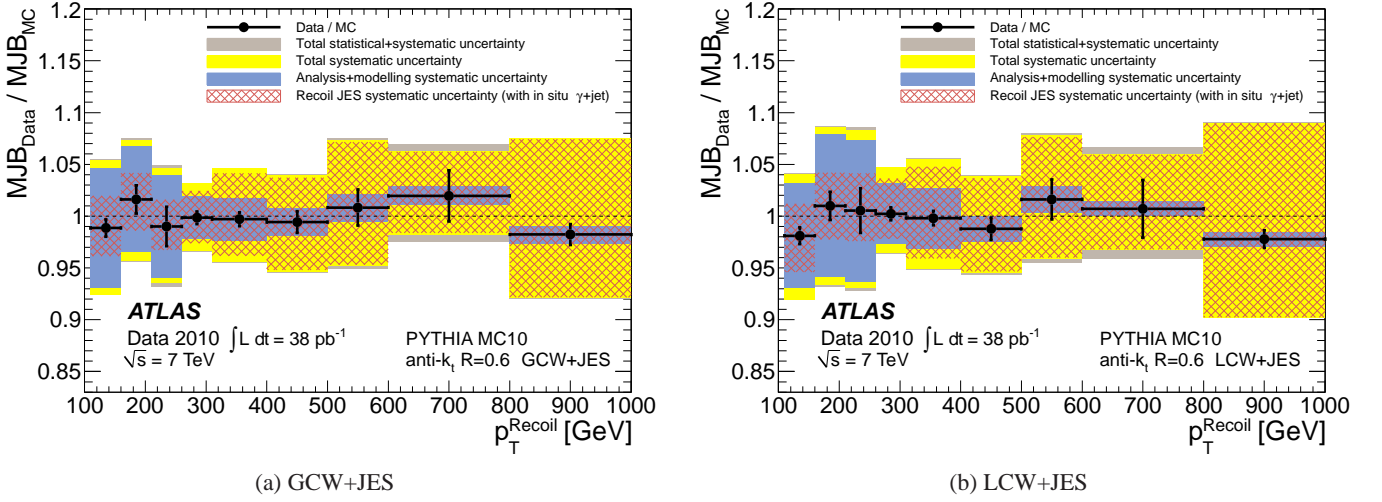 MJB_Data / MJB_MC
1.2
1.15
1.1
1.05
1
0.95
0.9
0.85
Data / MC
Total statistical+systematic uncertainty
Total systematic uncertainty
Analysis+modelling systematic uncertainty
Recoil JES systematic uncertainty (with in situ γ+jet)
ATLAS
Data 2010 ∫L dt = 38 pb⁻¹ PYTHIA MC10
√s = 7 TeV anti-k_t R=0.6 GCW+JES
100 200 300 400 500 600 700 800 900 1000
p_T^Recoil [GeV]
(a) GCW+JES
MJB_Data / MJB_MC
1.2
1.15
1.1
1.05
1
0.95
0.9
0.85
Data / MC
Total statistical+systematic uncertainty
Total systematic uncertainty
Analysis+modelling systematic uncertainty
Recoil JES systematic uncertainty (with in situ γ+jet)
ATLAS
Data 2010 ∫L dt = 38 pb⁻¹ PYTHIA MC10
√s = 7 TeV anti-k_t R=0.6 LCW+JES
100 200 300 400 500 600 700 800 900 1000
p_T^Recoil [GeV]
(b) LCW+JES